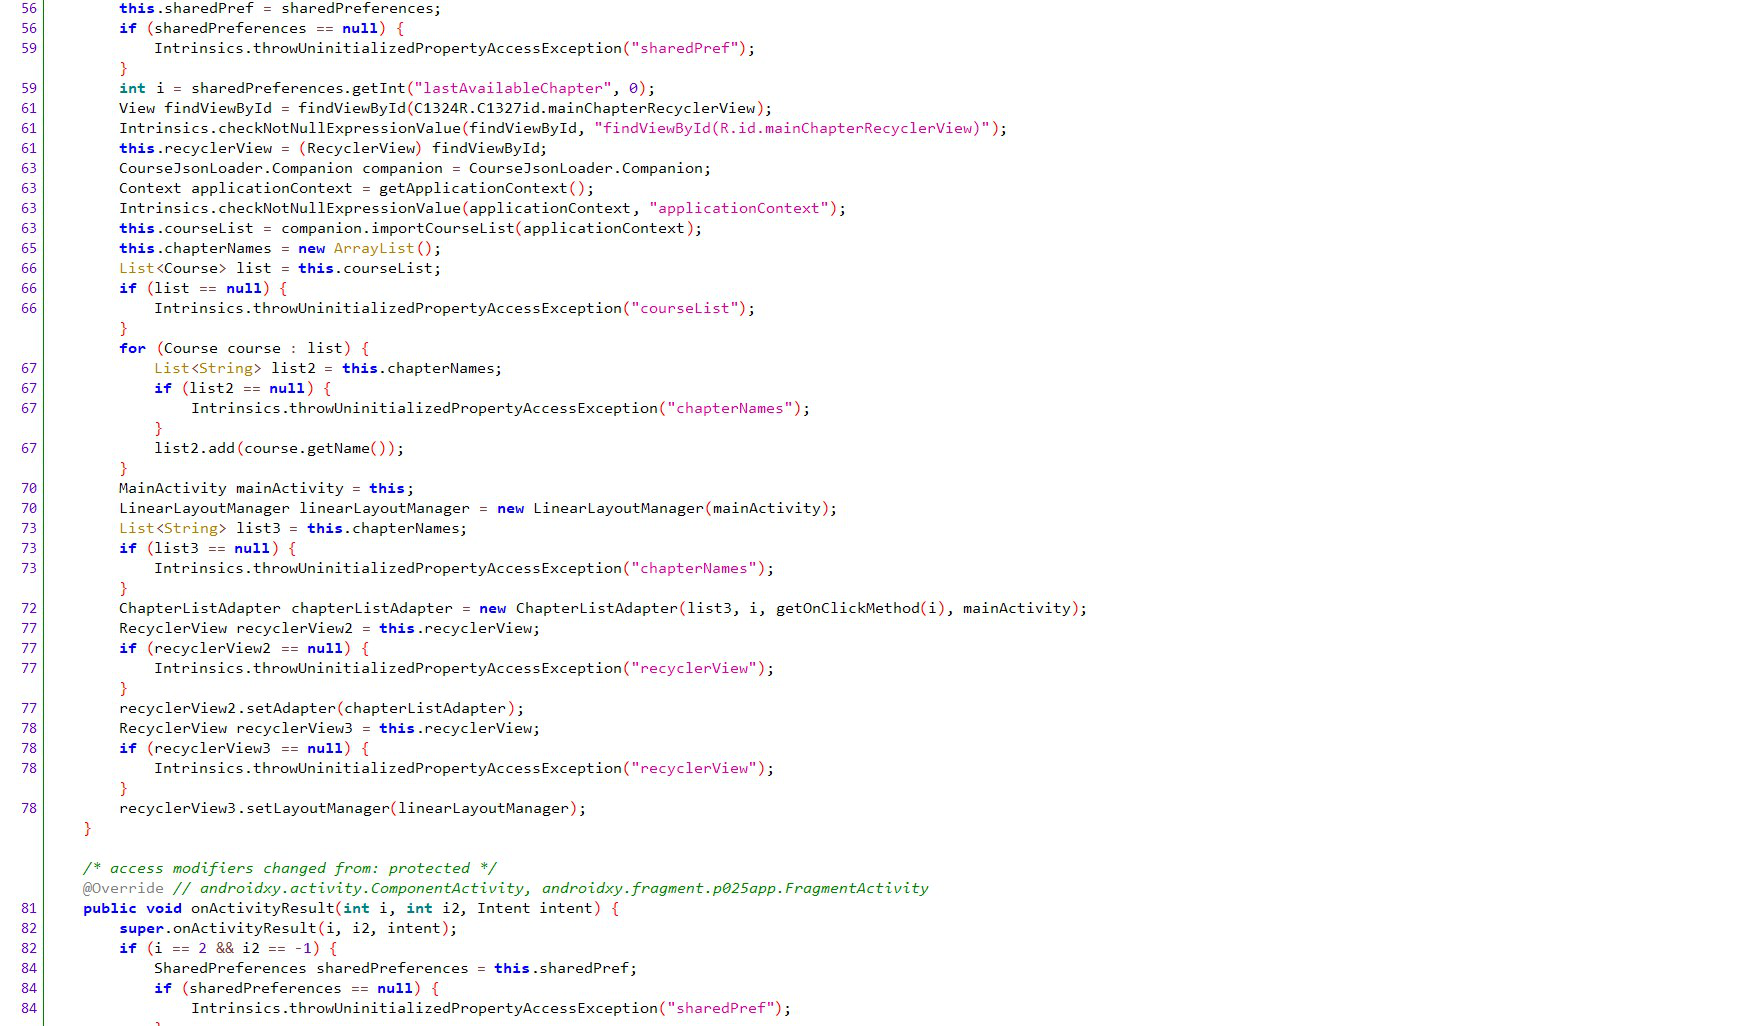 56 this.sharedPref = sharedPreferences;
56 if (sharedPreferences == null) {
59 Intrinsics.throwUninitializedPropertyAccessException("sharedPref");
}
59 int i = sharedPreferences.getInt("lastAvailableChapter", 0);
61 View findViewById = findViewById(C1324R.C1327id.mainChapterRecyclerView);
61 Intrinsics.checkNotNullExpressionValue(findViewById, "findViewById(R.id.mainChapterRecyclerView)");
61 this.recyclerView = (RecyclerView) findViewById;
63 CourseJsonLoader.Companion companion = CourseJsonLoader.Companion;
63 Context applicationContext = getApplicationContext();
63 Intrinsics.checkNotNullExpressionValue(applicationContext, "applicationContext");
63 this.courseList = companion.importCourseList(applicationContext);
65 this.chapterNames = new ArrayList();
66 List<Course> list = this.courseList;
66 if (list == null) {
66 Intrinsics.throwUninitializedPropertyAccessException("courseList");
}
for (Course course : list) {
67 List<String> list2 = this.chapterNames;
67 if (list2 == null) {
67 Intrinsics.throwUninitializedPropertyAccessException("chapterNames");
}
67 list2.add(course.getName());
}
70 MainActivity mainActivity = this;
70 LinearLayoutManager linearLayoutManager = new LinearLayoutManager(mainActivity);
73 List<String> list3 = this.chapterNames;
73 if (list3 == null) {
73 Intrinsics.throwUninitializedPropertyAccessException("chapterNames");
}
72 ChapterListAdapter chapterListAdapter = new ChapterListAdapter(list3, i, getOnClickMethod(i), mainActivity);
77 RecyclerView recyclerView2 = this.recyclerView;
77 if (recyclerView2 == null) {
77 Intrinsics.throwUninitializedPropertyAccessException("recyclerView");
}
77 recyclerView2.setAdapter(chapterListAdapter);
78 RecyclerView recyclerView3 = this.recyclerView;
78 if (recyclerView3 == null) {
78 Intrinsics.throwUninitializedPropertyAccessException("recyclerView");
}
78 recyclerView3.setLayoutManager(linearLayoutManager);
}
/* access modifiers changed from: protected */
@Override // androidxy.activity.ComponentActivity, androidxy.fragment.p025app.FragmentActivity
81 public void onActivityResult(int i, int i2, Intent intent) {
82 super.onActivityResult(i, i2, intent);
82 if (i == 2 && i2 == -1) {
84 SharedPreferences sharedPreferences = this.sharedPref;
84 if (sharedPreferences == null) {
84 Intrinsics.throwUninitializedPropertyAccessException("sharedPref");
}